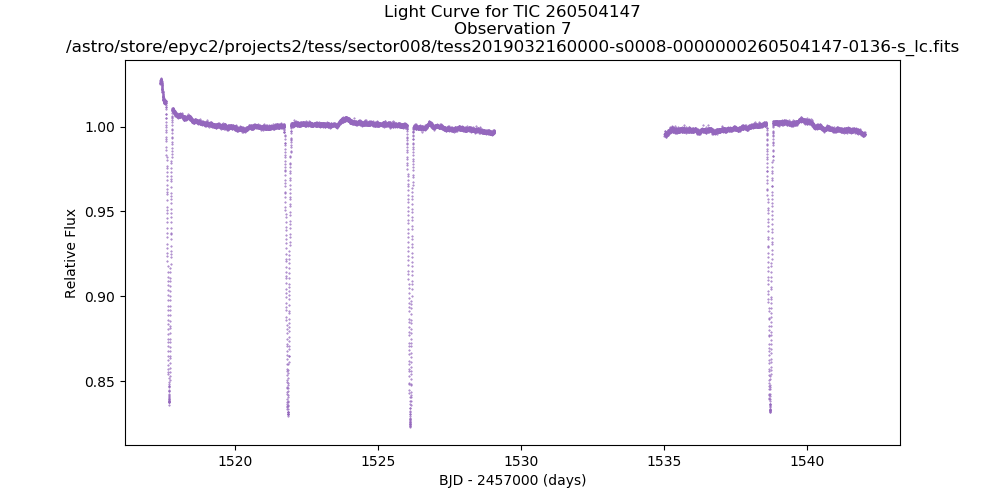 Light Curve for TIC 260504147
Observation 7
/astro/store/epyc2/projects2/tess/sector008/tess2019032160000-s0008-0000000260504147-0136-s_lc.fits
1.00
0.95
0.90
0.85
Relative Flux
1520
1525
1530
1535
1540
BJD - 2457000 (days)